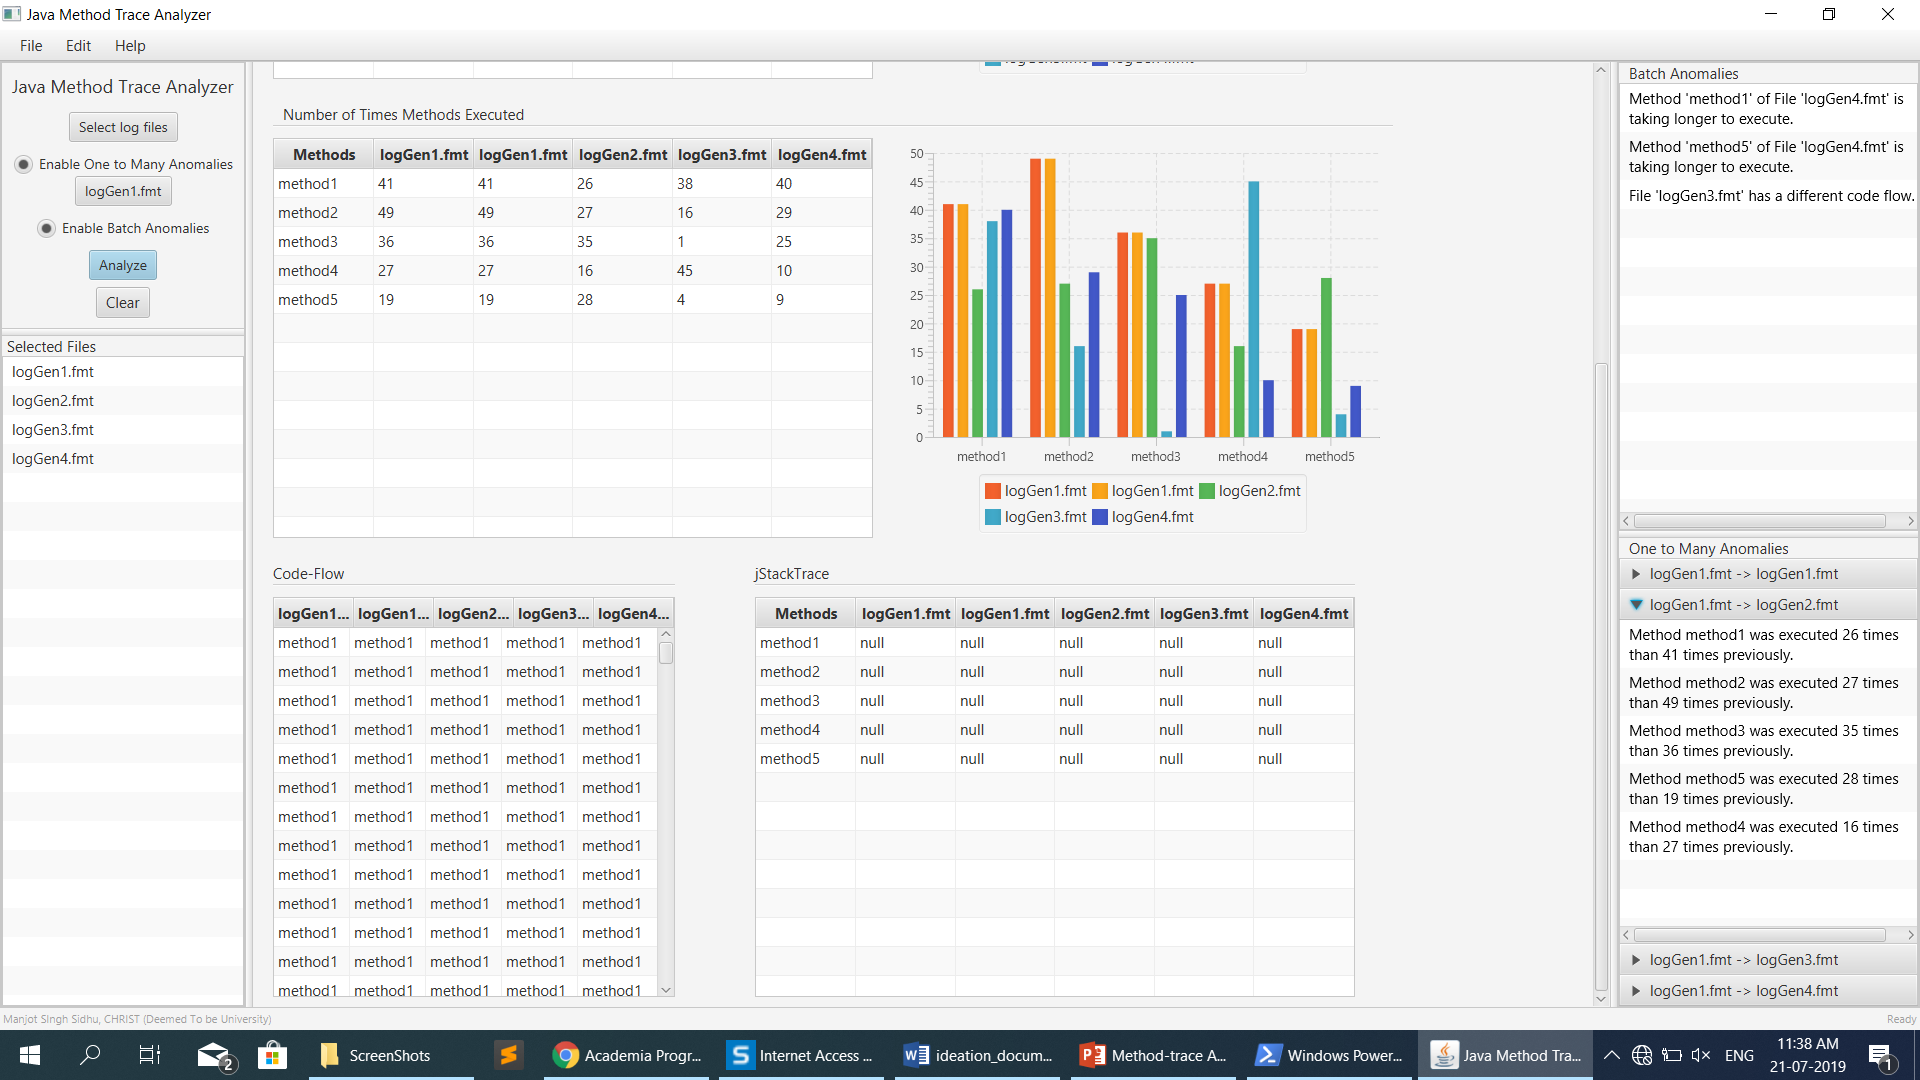 Java Method Trace Analyzer
File Edit Help
Java Method Trace Analyzer
Select log files
Enable One to Many Anomalies
logGen1.fmt
Enable Batch Anomalies
Analyze
Clear
Selected Files
logGen1.fmt
logGen2.fmt
logGen3.fmt
logGen4.fmt
Number of Times Methods Executed
Methods logGen1.fmt logGen1.fmt logGen2.fmt logGen3.fmt logGen4.fmt
method1 41 41 26 38 40
method2 49 49 27 16 29
method3 36 36 35 1 25
method4 27 27 16 45 10
method5 19 19 28 4 9
50
45
40
35
30
25
20
15
10
5
0
method1 method2 method3 method4 method5
logGen1.fmt logGen1.fmt logGen2.fmt
logGen3.fmt logGen4.fmt
Code-Flow
logGen1... logGen1... logGen2... logGen3... logGen4...
method1 method1 method1 method1 method1
method1 method1 method1 method1 method1
method1 method1 method1 method1 method1
method1 method1 method1 method1 method1
method1 method1 method1 method1 method1
method1 method1 method1 method1 method1
method1 method1 method1 method1 method1
method1 method1 method1 method1 method1
method1 method1 method1 method1 method1
method1 method1 method1 method1 method1
method1 method1 method1 method1 method1
method1 method1 method1 method1 method1
method1 method1 method1 method1 method1
jStackTrace
Methods logGen1.fmt logGen1.fmt logGen2.fmt logGen3.fmt logGen4.fmt
method1 null null null null null
method2 null null null null null
method3 null null null null null
method4 null null null null null
method5 null null null null null
Batch Anomalies
Method 'method1' of File 'logGen4.fmt' is
taking longer to execute.
Method 'method5' of File 'logGen4.fmt' is
taking longer to execute.
File 'logGen3.fmt' has a different code flow.
One to Many Anomalies
logGen1.fmt -> logGen1.fmt
logGen1.fmt -> logGen2.fmt
Method method1 was executed 26 times
than 41 times previously.
Method method2 was executed 27 times
than 49 times previously.
Method method3 was executed 35 times
than 36 times previously.
Method method5 was executed 28 times
than 19 times previously.
Method method4 was executed 16 times
than 27 times previously.
logGen1.fmt -> logGen3.fmt
logGen1.fmt -> logGen4.fmt
Manjot SIngh Sidhu, CHRIST (Deemed To be University)
Ready
2
ScreenShots
Academia Progr...
Internet Access ...
ideation_docum...
Method-trace A...
Windows Power...
Java Method Tra...
ENG
11:38 AM
21-07-2019
1